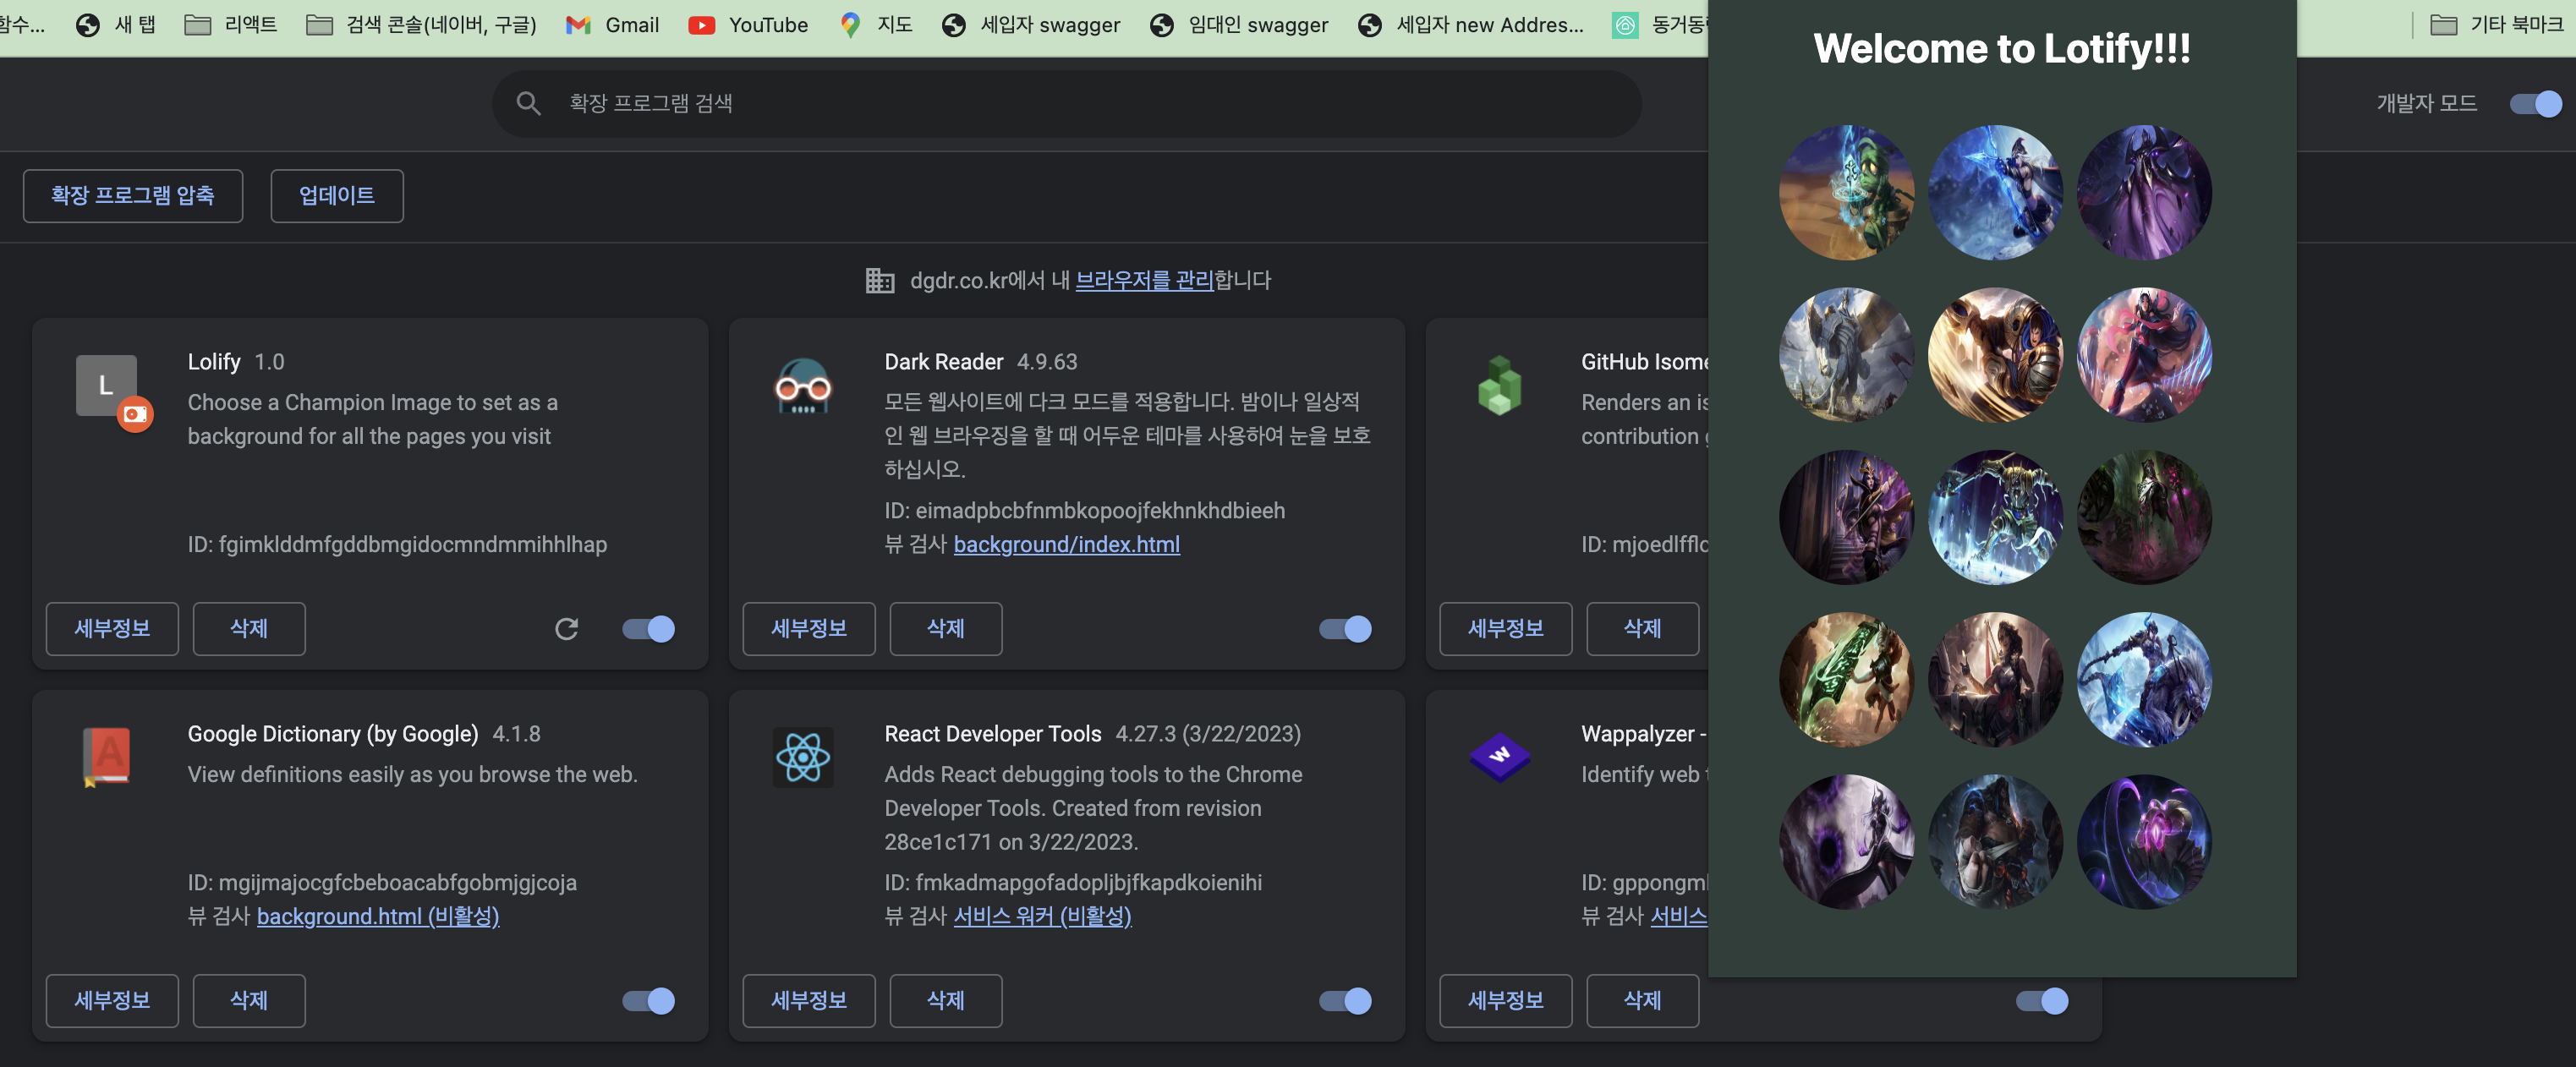 함수...
새 탭
리액트
검색 콘솔(네이버, 구글)
Gmail
YouTube
지도
세입자 swagger
임대인 swagger
세입자 new Addres...
동거동
기타 북마크
Welcome to Lotify!!!
확장 프로그램 검색
개발자 모드
확장 프로그램 압축
업데이트
dgdr.co.kr에서 내 브라우저를 관리합니다
L
Lolify 1.0
Choose a Champion Image to set as a
background for all the pages you visit
ID: fgimklddmfgddbmgidocmndmmihhlhap
세부정보
삭제
Dark Reader 4.9.63
모든 웹사이트에 다크 모드를 적용합니다. 밤이나 일상적
인 웹 브라우징을 할 때 어두운 테마를 사용하여 눈을 보호
하십시오.
ID: eimadpbcbfnmbkopoojfekhnkhdbieeh
뷰 검사 background/index.html
세부정보
삭제
GitHub Isome
Renders an is
contribution g
ID: mjoedlfflc
세부정보
삭제
A
Google Dictionary (by Google) 4.1.8
View definitions easily as you browse the web.
ID: mgijmajocgfcbeboacabfgobmjgjcoja
뷰 검사 background.html (비활성)
세부정보
삭제
React Developer Tools 4.27.3 (3/22/2023)
Adds React debugging tools to the Chrome
Developer Tools. Created from revision
28ce1c171 on 3/22/2023.
ID: fmkadmapgofadopljbjfkapdkoienihi
뷰 검사 서비스 워커 (비활성)
세부정보
삭제
W
Wappalyzer -
Identify web t
ID: gppongml
뷰 검사 서비스
세부정보
삭제